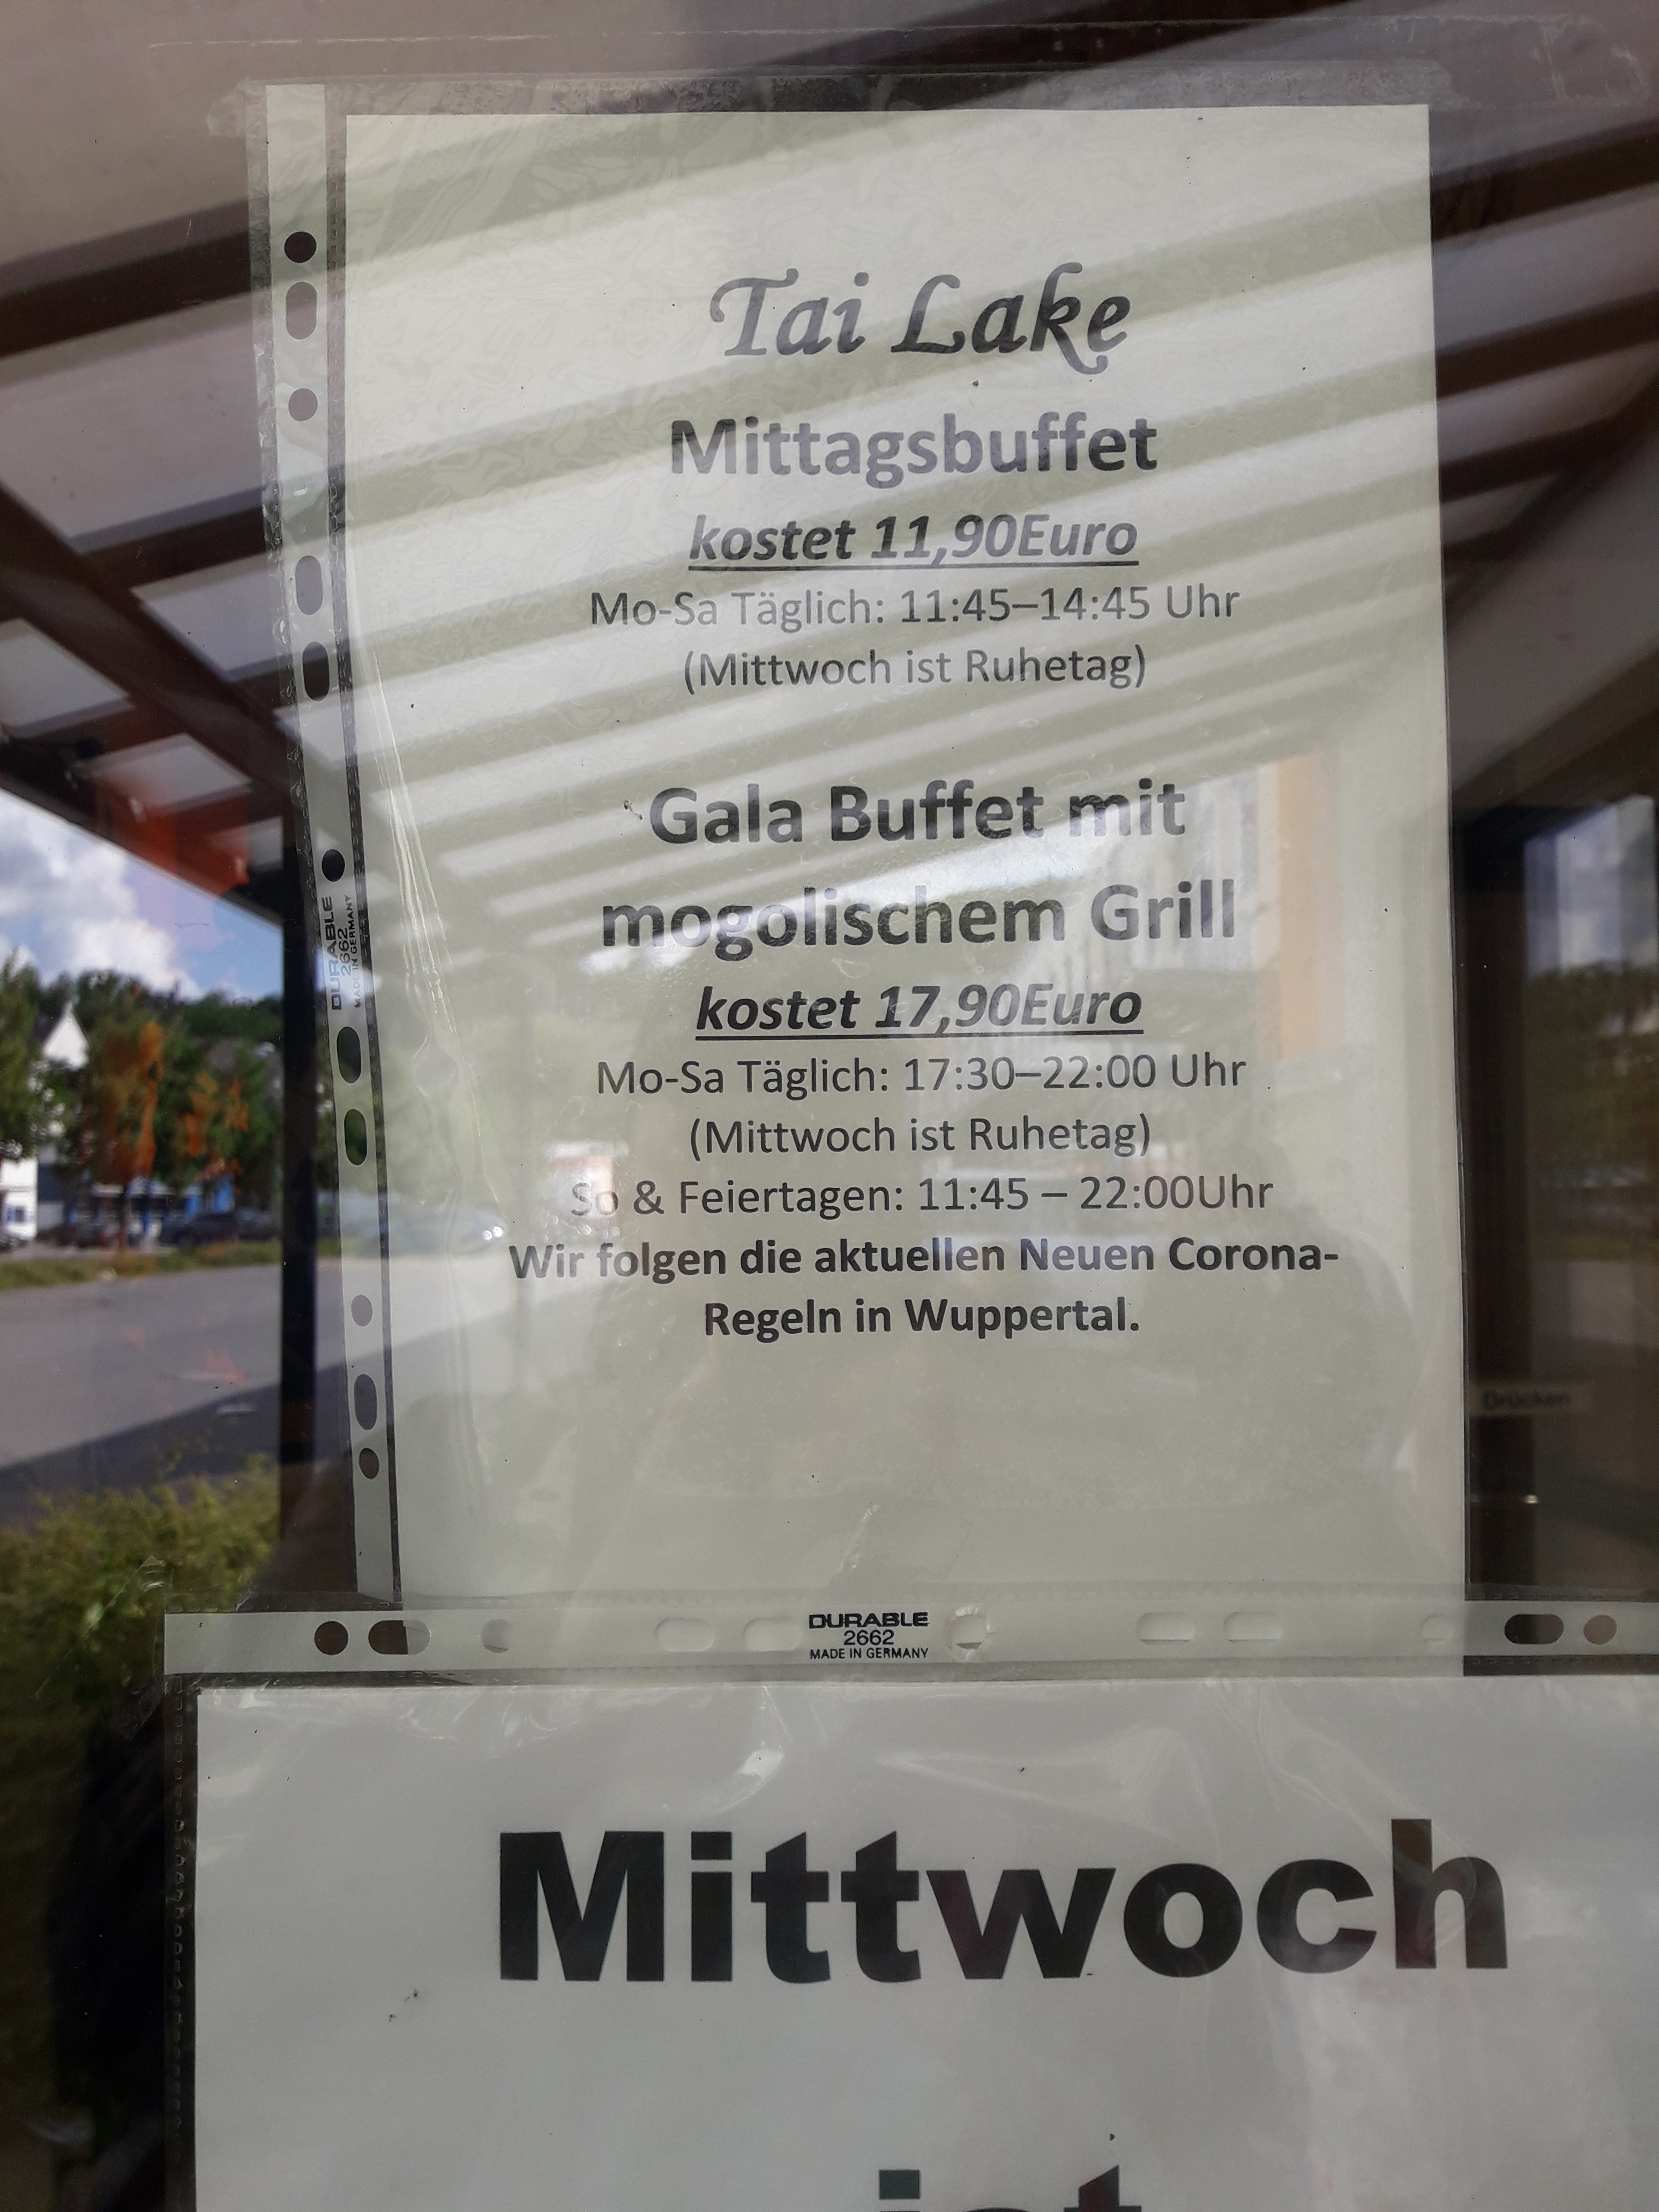 Tai Lake
Mittagsbuffet
kostet 11,90Euro
Mo-Sa Täglich: 11:45–14:45 Uhr
(Mittwoch ist Ruhetag)
Gala Buffet mit
mogolischem Grill
kostet 17,90Euro
Mo-Sa Täglich: 17:30–22:00 Uhr
(Mittwoch ist Ruhetag)
So & Feiertagen: 11:45 – 22:00Uhr
Wir folgen die aktuellen Neuen Corona-
Regeln in Wuppertal.
DURABLE
2662
MADE IN GERMANY
Drücken
DURABLE
2662
MADE IN GERMANY
Mittwoch
ist